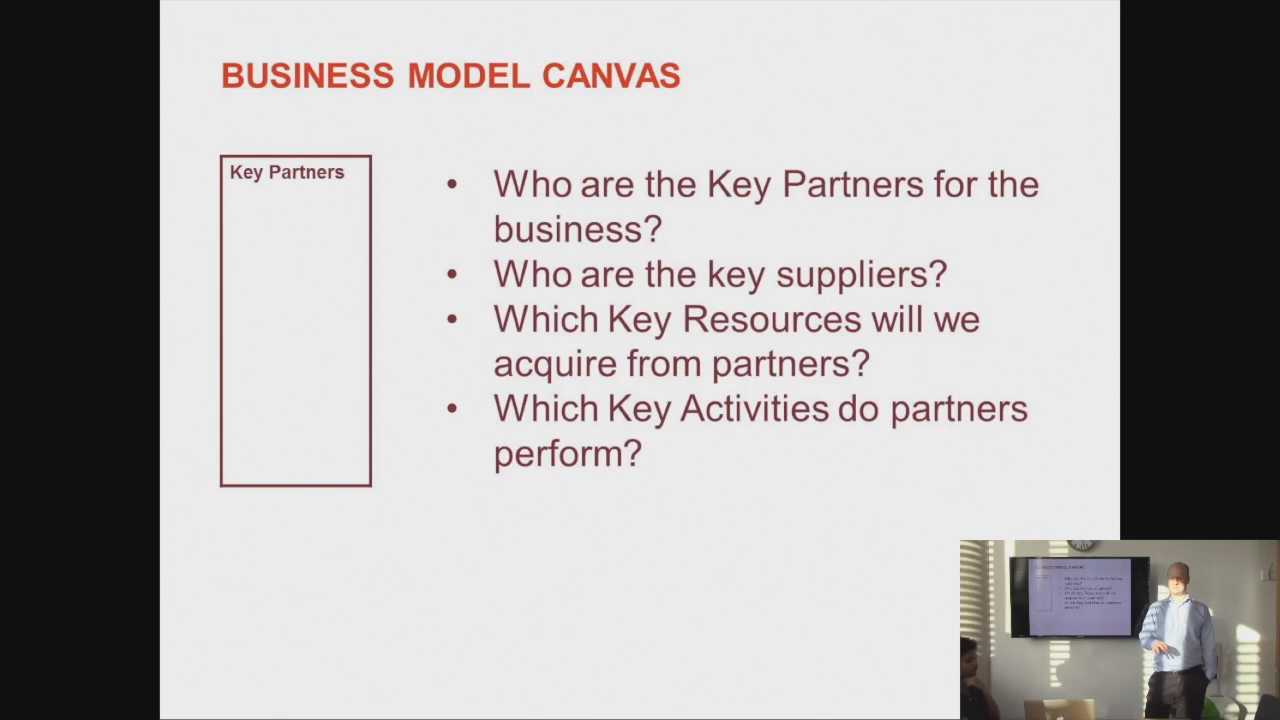 BUSINESS MODEL CANVAS
Key Partners
• Who are the Key Partners for the
business?
• Who are the key suppliers?
• Which Key Resources will we
acquire from partners?
• Which Key Activities do partners
perform?